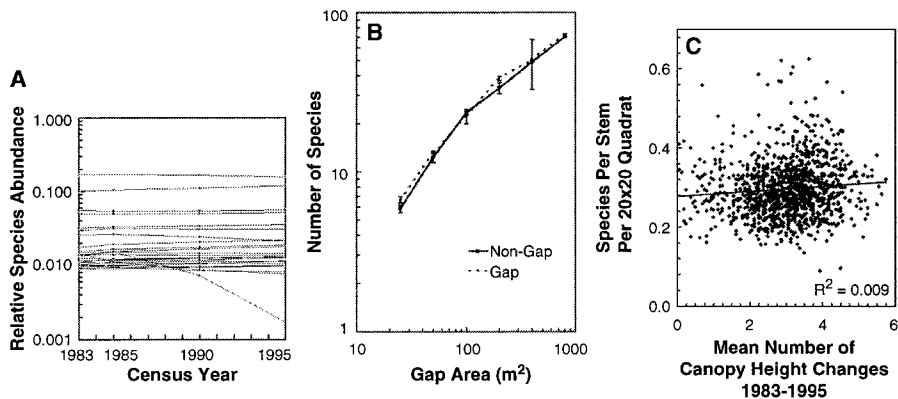 A
Relative Species Abundance
1.000
0.100
0.010
0.001
1983 1985 1990 1995
Census Year
B
Number of Species
100
10
1
Non-Gap
Gap
10 100 1000
Gap Area (m²)
C
Species Per Stem
Per 20x20 Quadrat
0.6
0.4
0.2
0.0
R² = 0.009
0 2 4 6
Mean Number of
Canopy Height Changes
1983-1995